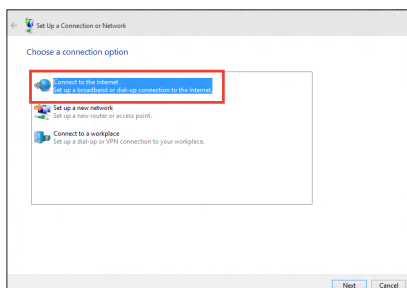 Set Up a Connection or Network
Choose a connection option
Connect to the Internet
Set up a broadband or dial-up connection to the Internet.
Set up a new network
Set up a new router or access point.
Connect to a workplace
Set up a dial-up or VPN connection to your workplace.
Next Cancel